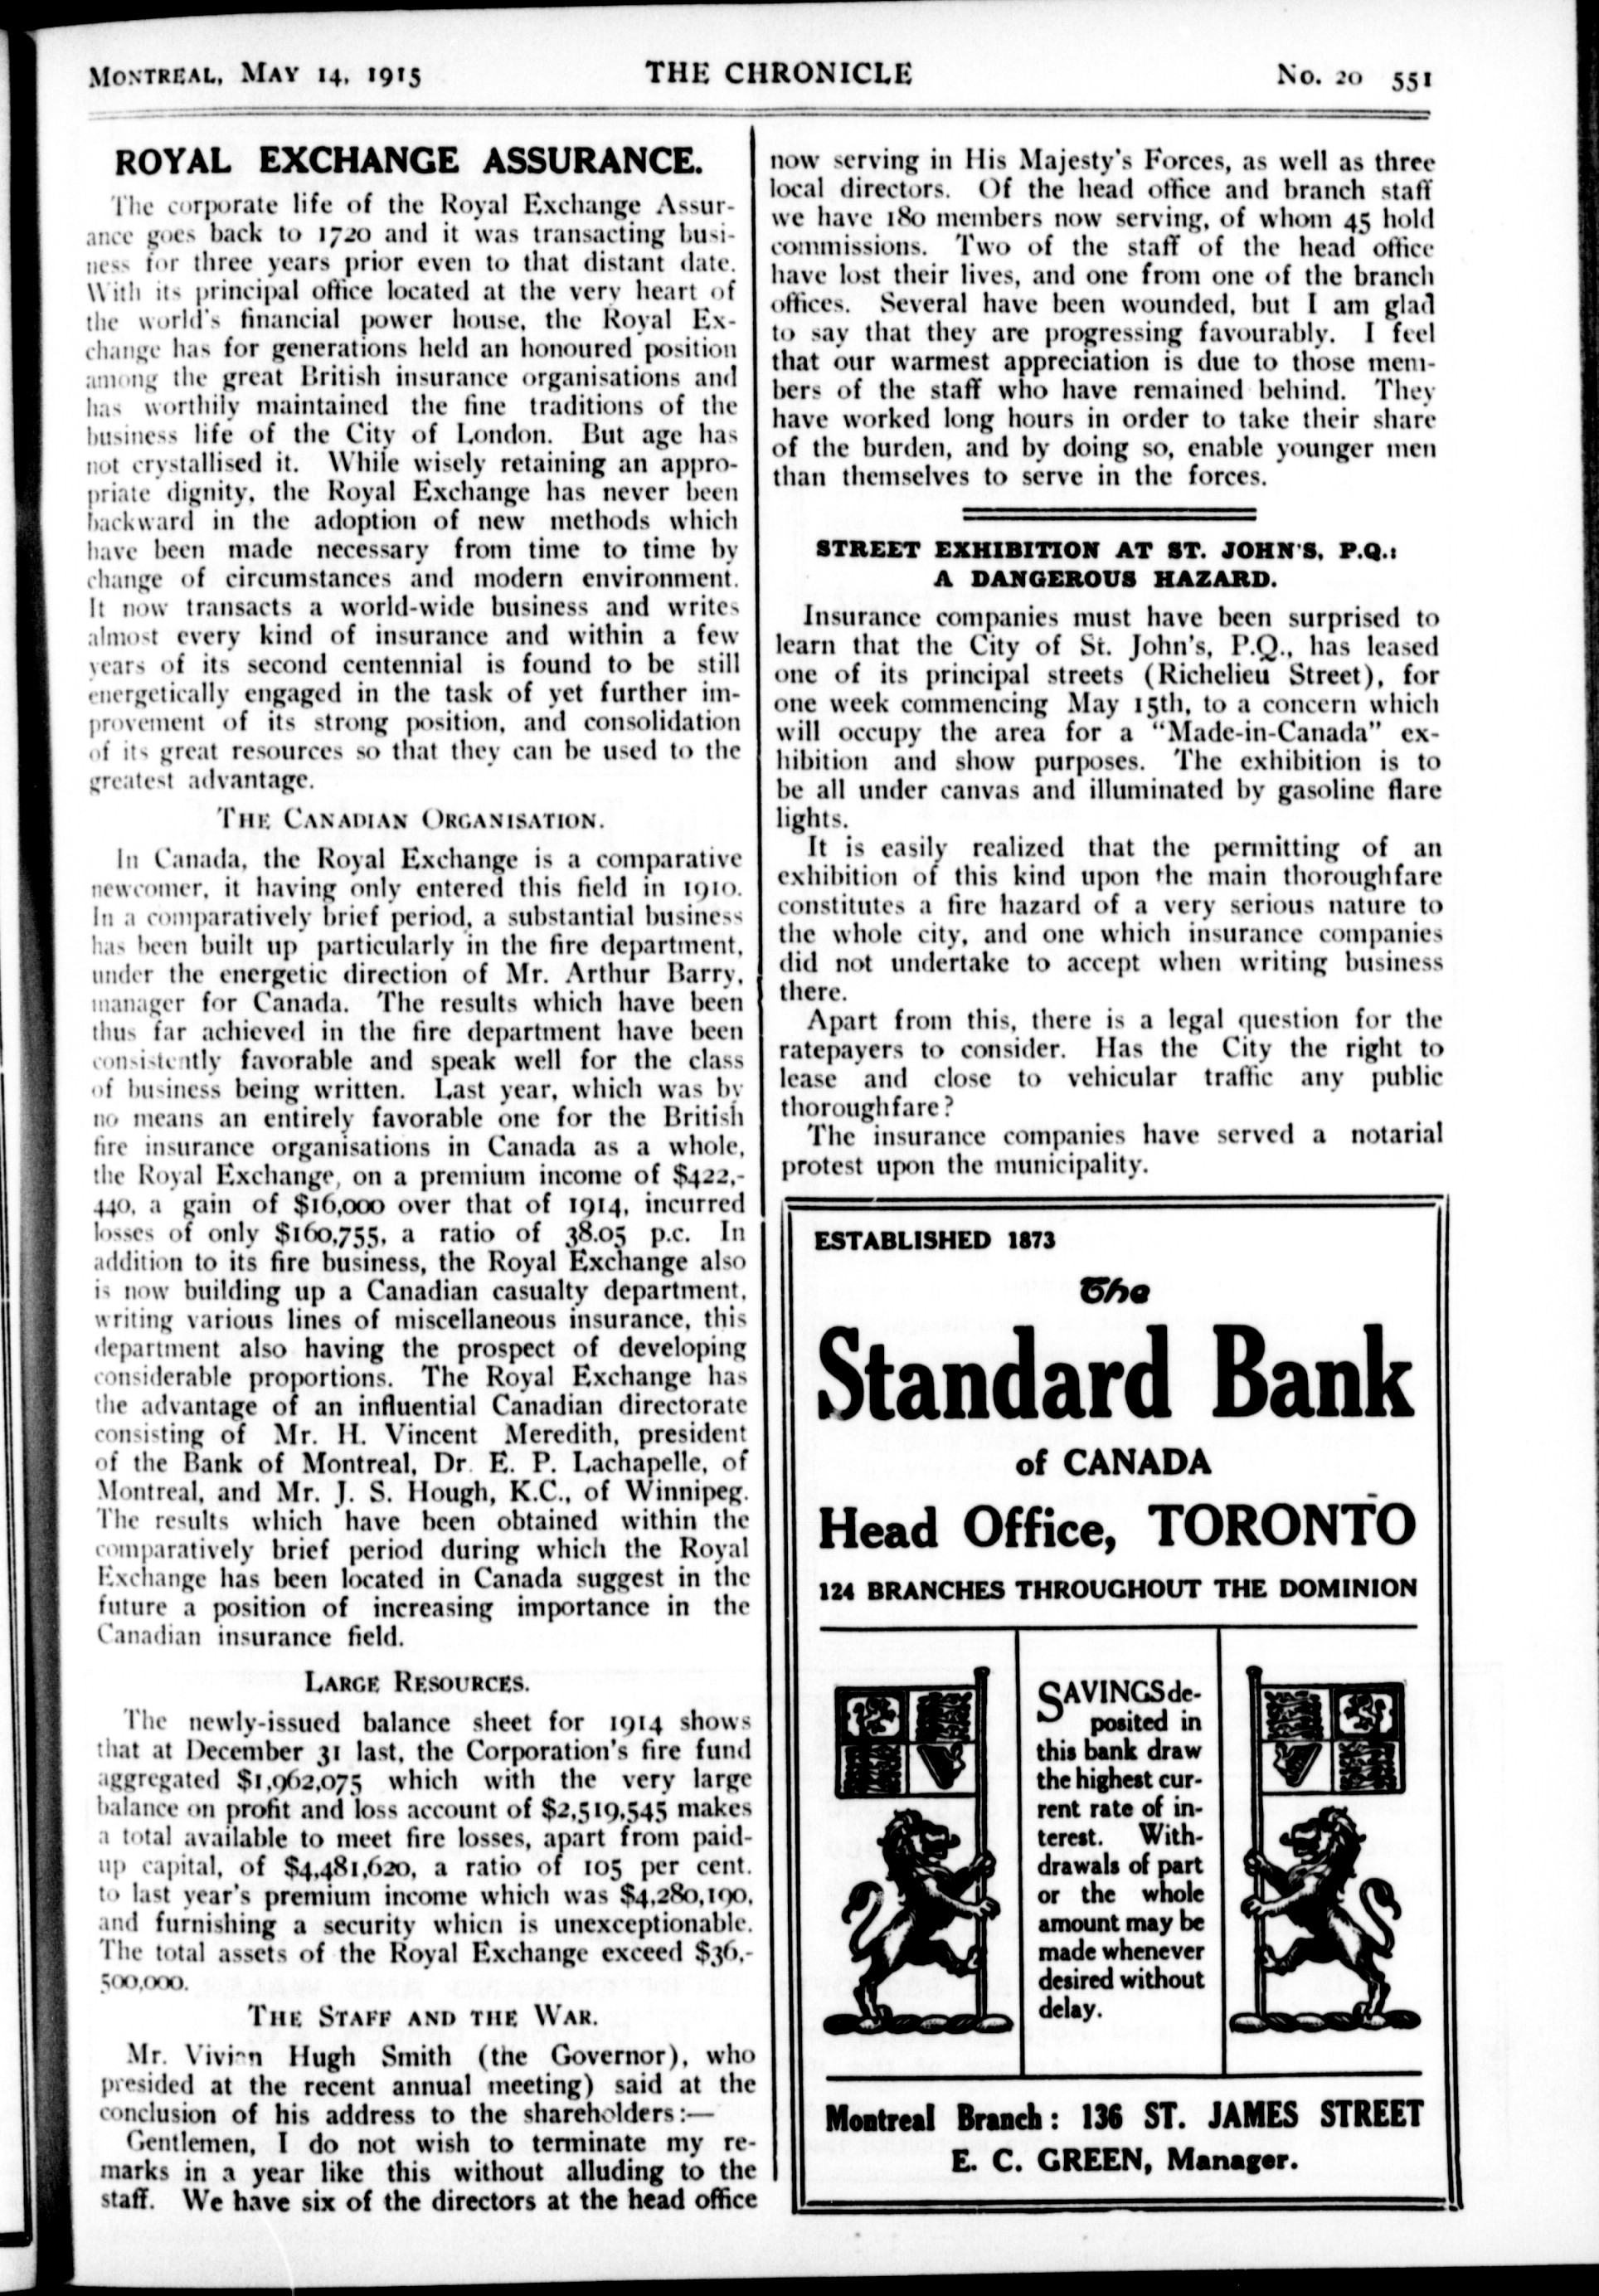 MONTREAL, MAY 14, 1915 THE CHRONICLE No. 20 551
ROYAL EXCHANGE ASSURANCE.
The corporate life of the Royal Exchange Assur-
ance goes back to 1720 and it was transacting busi-
ness for three years prior even to that distant date.
With its principal office located at the very heart of
the world's financial power house, the Royal Ex-
change has for generations held an honoured position
among the great British insurance organisations and
has worthily maintained the fine traditions of the
business life of the City of London. But age has
not crystallised it. While wisely retaining an appro-
priate dignity, the Royal Exchange has never been
backward in the adoption of new methods which
have been made necessary from time to time by
change of circumstances and modern environment.
It now transacts a world-wide business and writes
almost every kind of insurance and within a few
years of its second centennial is found to be still
energetically engaged in the task of yet further im-
provement of its strong position, and consolidation
of its great resources so that they can be used to the
greatest advantage.
THE CANADIAN ORGANISATION.
In Canada, the Royal Exchange is a comparative
newcomer, it having only entered this field in 1910.
In a comparatively brief period, a substantial business
has been built up particularly in the fire department,
under the energetic direction of Mr. Arthur Barry,
manager for Canada. The results which have been
thus far achieved in the fire department have been
consistently favorable and speak well for the class
of business being written. Last year, which was by
no means an entirely favorable one for the British
fire insurance organisations in Canada as a whole,
the Royal Exchange, on a premium income of $422,-
440, a gain of $16,000 over that of 1914, incurred
losses of only $160,755, a ratio of 38.05 p.c. In
addition to its fire business, the Royal Exchange also
is now building up a Canadian casualty department,
writing various lines of miscellaneous insurance, this
department also having the prospect of developing
considerable proportions. The Royal Exchange has
the advantage of an influential Canadian directorate
consisting of Mr. H. Vincent Meredith, president
of the Bank of Montreal, Dr. E. P. Lachapelle, of
Montreal, and Mr. J. S. Hough, K.C., of Winnipeg.
The results which have been obtained within the
comparatively brief period during which the Royal
Exchange has been located in Canada suggest in the
future a position of increasing importance in the
Canadian insurance field.
LARGE RESOURCES.
The newly-issued balance sheet for 1914 shows
that at December 31 last, the Corporation's fire fund
aggregated $1,962,075 which with the very large
balance on profit and loss account of $2,519,545 makes
a total available to meet fire losses, apart from paid-
up capital, of $4,481,620, a ratio of 105 per cent.
to last year's premium income which was $4,280,190,
and furnishing a security which is unexceptionable.
The total assets of the Royal Exchange exceed $36,-
500,000.
THE STAFF AND THE WAR.
Mr. Vivian Hugh Smith (the Governor), who
presided at the recent annual meeting) said at the
conclusion of his address to the shareholders:—
Gentlemen, I do not wish to terminate my re-
marks in a year like this without alluding to the
staff. We have six of the directors at the head office
now serving in His Majesty's Forces, as well as three
local directors. Of the head office and branch staff
we have 180 members now serving, of whom 45 hold
commissions. Two of the staff of the head office
have lost their lives, and one from one of the branch
offices. Several have been wounded, but I am glad
to say that they are progressing favourably. I feel
that our warmest appreciation is due to those mem-
bers of the staff who have remained behind. They
have worked long hours in order to take their share
of the burden, and by doing so, enable younger men
than themselves to serve in the forces.
STREET EXHIBITION AT ST. JOHN'S, P.Q.:
A DANGEROUS HAZARD.
Insurance companies must have been surprised to
learn that the City of St. John's, P.Q., has leased
one of its principal streets (Richelieu Street), for
one week commencing May 15th, to a concern which
will occupy the area for a "Made-in-Canada" ex-
hibition and show purposes. The exhibition is to
be all under canvas and illuminated by gasoline flare
lights.
It is easily realized that the permitting of an
exhibition of this kind upon the main thoroughfare
constitutes a fire hazard of a very serious nature to
the whole city, and one which insurance companies
did not undertake to accept when writing business
there.
Apart from this, there is a legal question for the
ratepayers to consider. Has the City the right to
lease and close to vehicular traffic any public
thoroughfare?
The insurance companies have served a notarial
protest upon the municipality.
ESTABLISHED 1873
The
Standard Bank
of CANADA
Head Office, TORONTO
124 BRANCHES THROUGHOUT THE DOMINION
SAVINGS de-
posited in
this bank draw
the highest cur-
rent rate of in-
terest. With-
drawals of part
or the whole
amount may be
made whenever
desired without
delay.
Montreal Branch: 136 ST. JAMES STREET
E. C. GREEN, Manager.